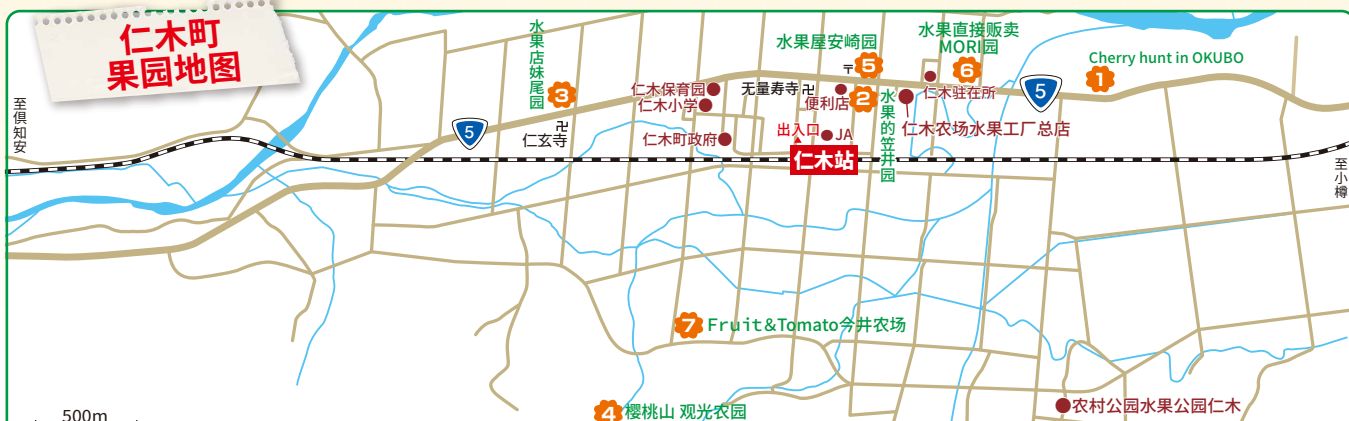 仁木町
果园地图
水果店妹尾园
3
水果屋安崎园
〒
5
水果直接贩卖
MORI园
6
Cherry hunt in OKUBO
1
5
至倶知安
5
仁木保育园
仁木小学
无量寿寺卍
便利店
2
水果的笠井园
仁木驻在所
仁木农场水果工厂总店
卍
仁玄寺
仁木町政府
出入口
JA
仁木站
至小樽
7
Fruit&Tomato今井农场
4
樱桃山 观光农园
农村公园水果公园仁木
500m